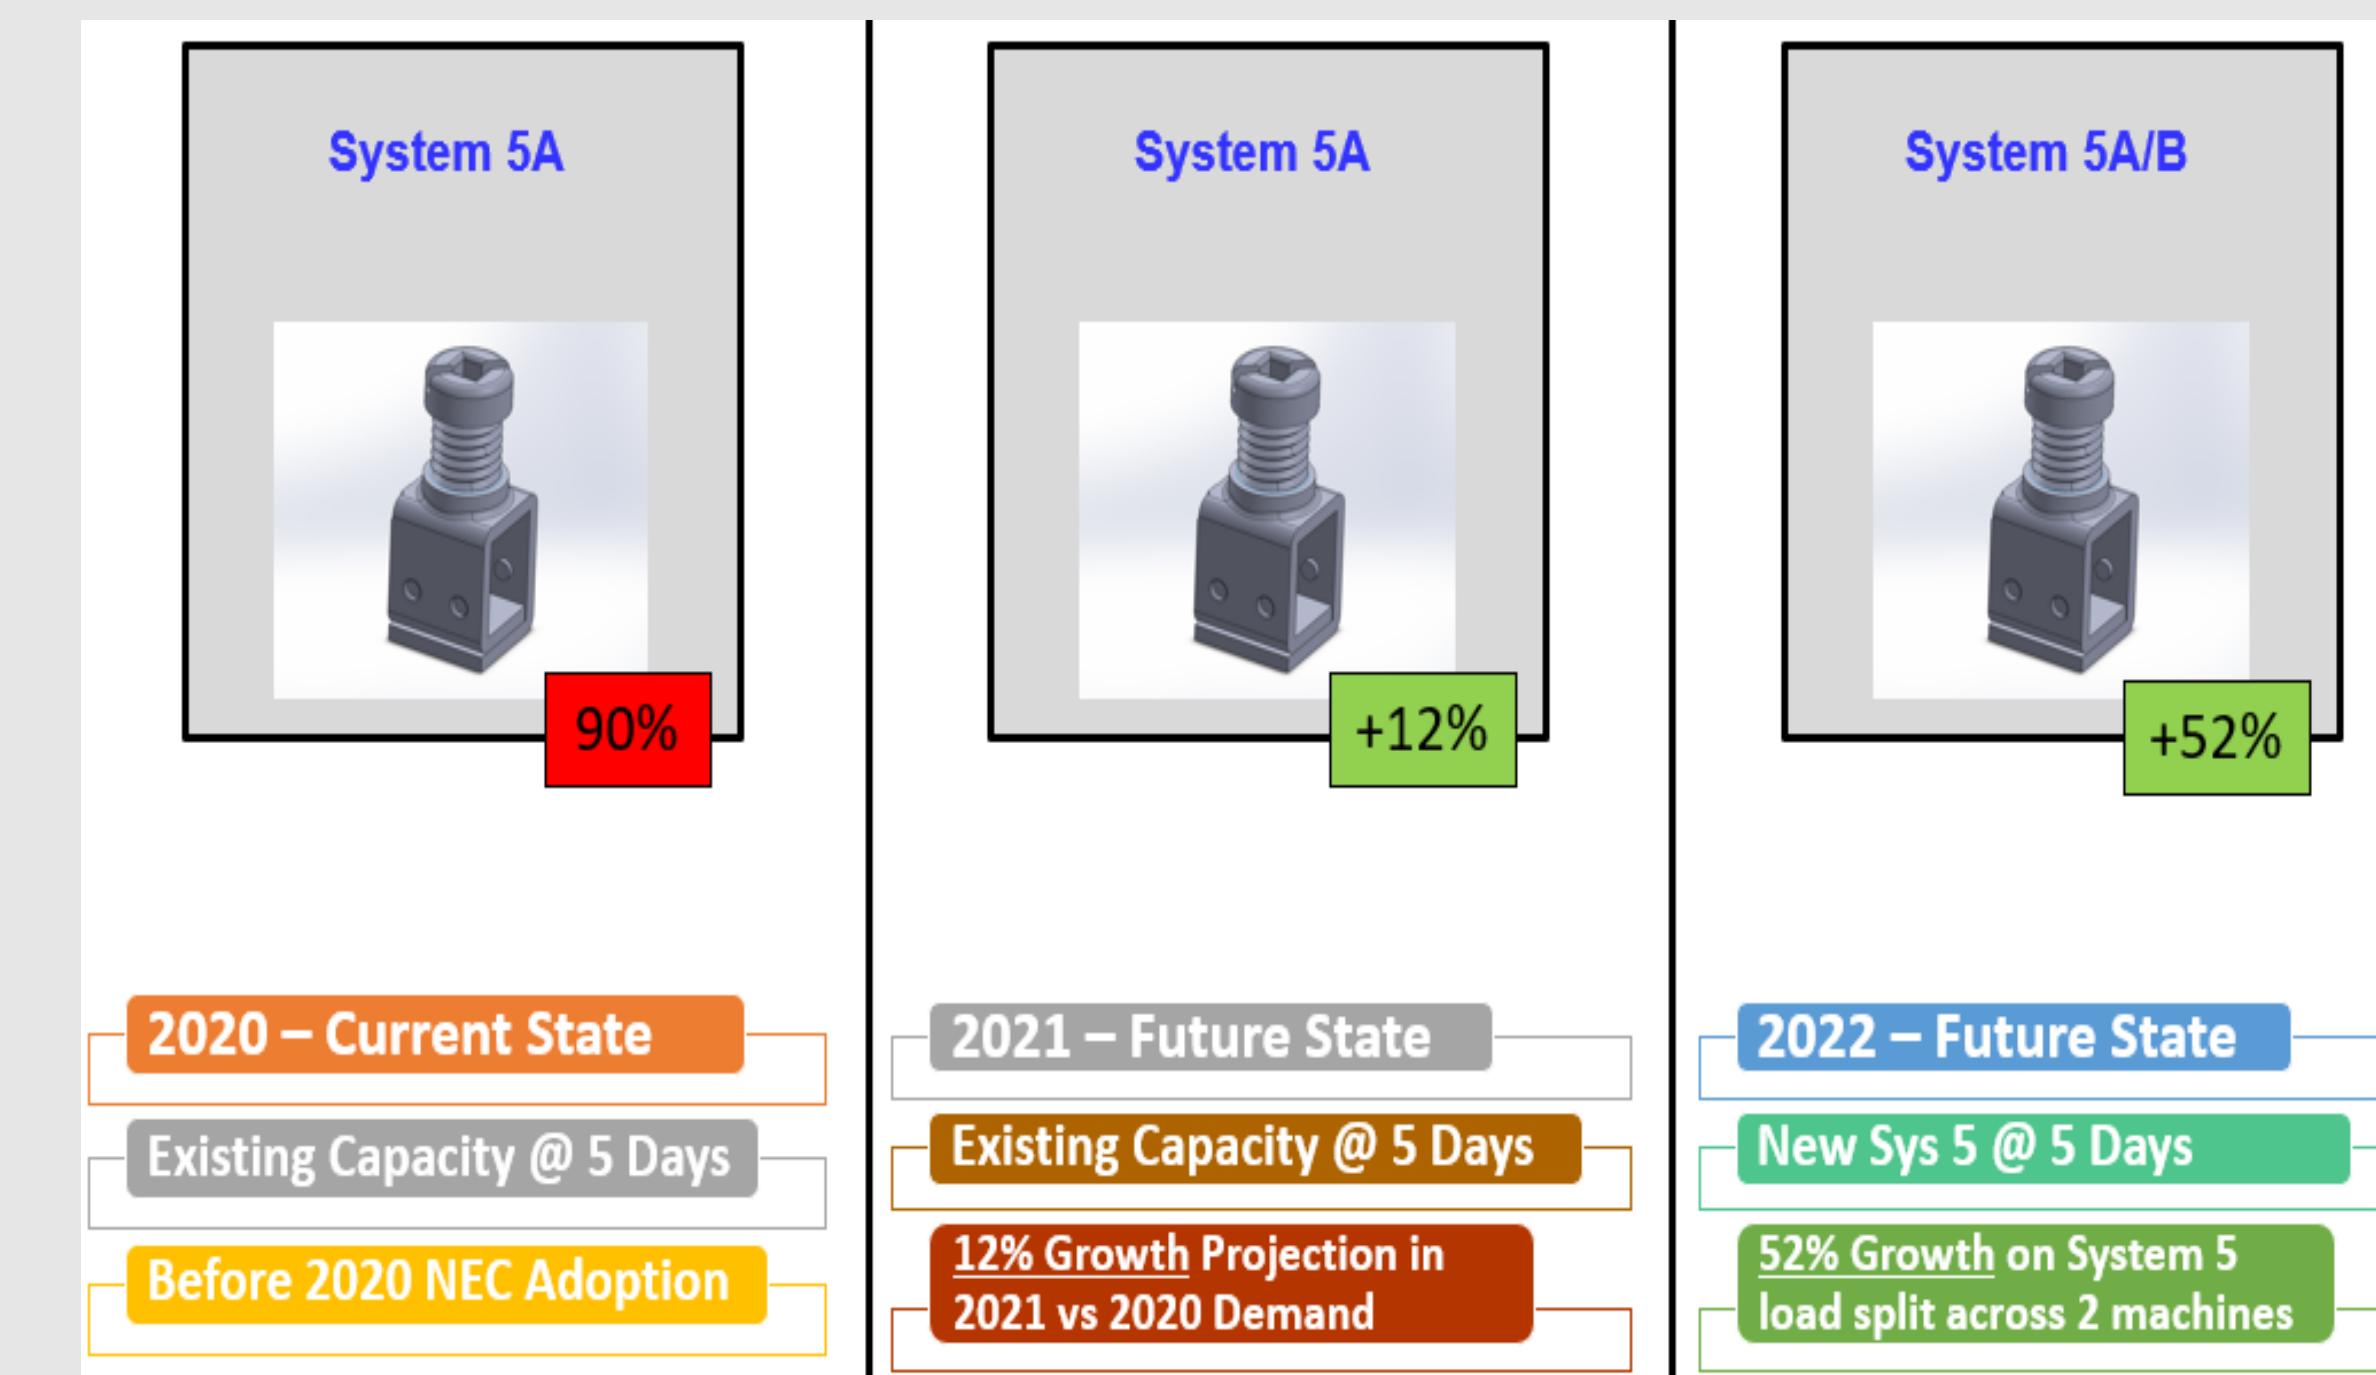 System 5A
90%
2020 – Current State
Existing Capacity @ 5 Days
Before 2020 NEC Adoption
System 5A
+12%
2021 – Future State
Existing Capacity @ 5 Days
12% Growth Projection in
2021 vs 2020 Demand
System 5A/B
+52%
2022 – Future State
New Sys 5 @ 5 Days
52% Growth on System 5
load split across 2 machines